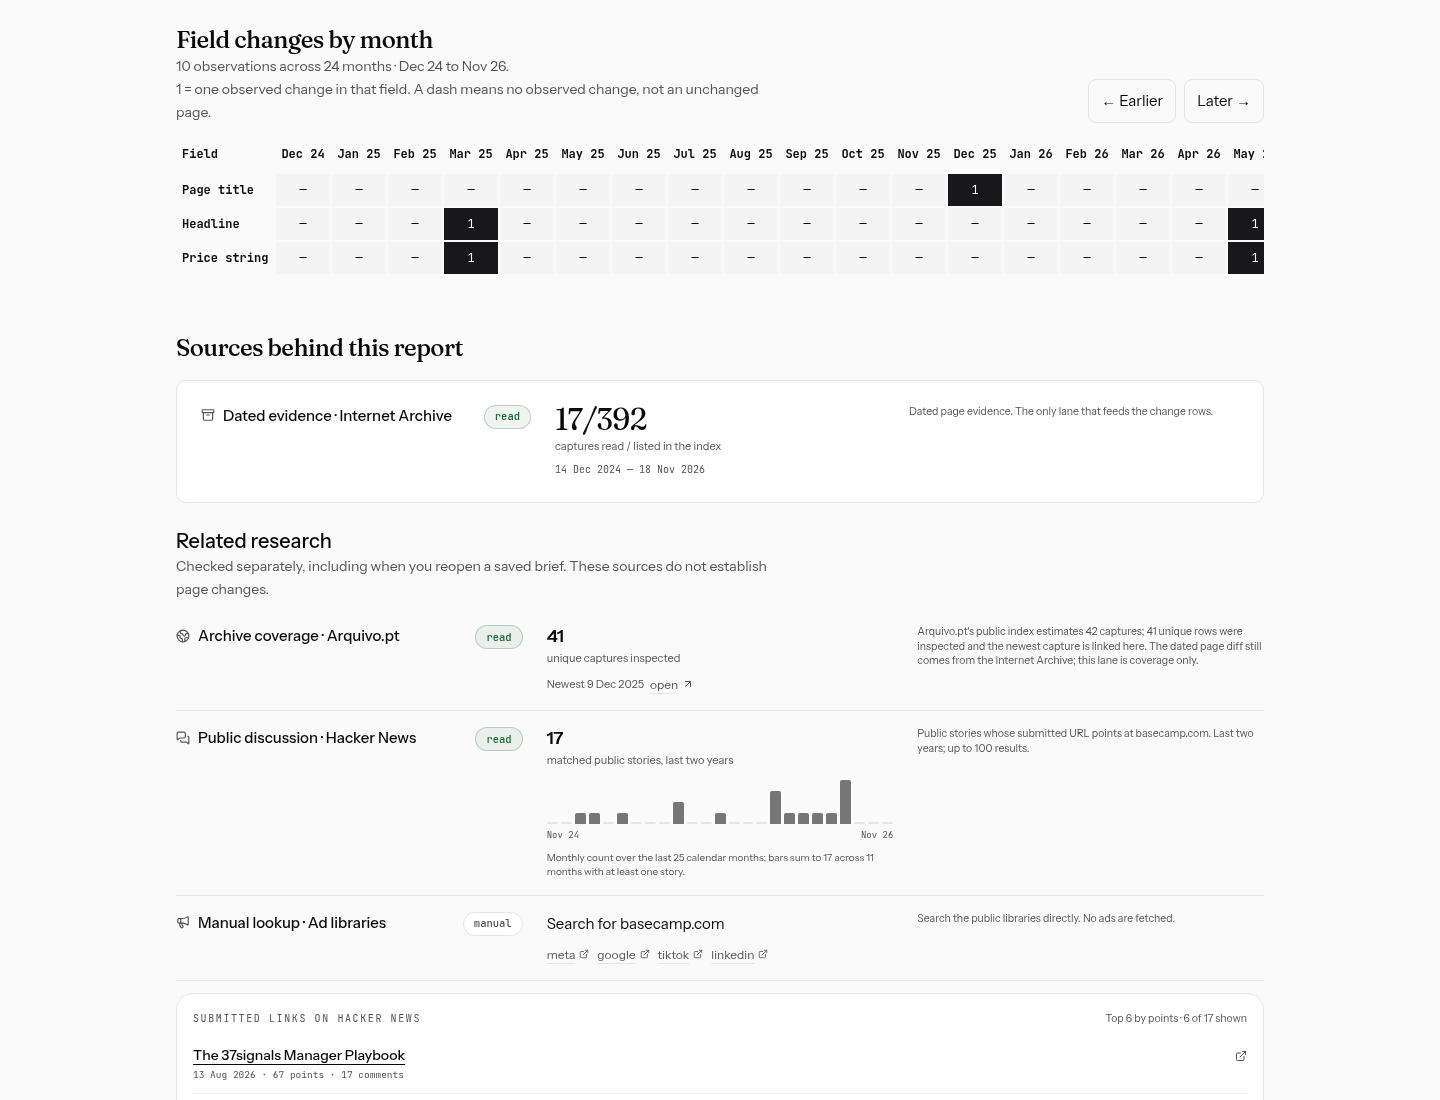 Field changes by month
10 observations across 24 months · Dec 24 to Nov 26.
1 = one observed change in that field. A dash means no observed change, not an unchanged
page.
← Earlier
Later →
Field Dec 24 Jan 25 Feb 25 Mar 25 Apr 25 May 25 Jun 25 Jul 25 Aug 25 Sep 25 Oct 25 Nov 25 Dec 25 Jan 26 Feb 26 Mar 26 Apr 26 May
Page title — — — — — — — — — — — — 1 — — — — —
Headline — — — 1 — — — — — — — — — — — — — 1
Price string — — — 1 — — — — — — — — — — — — — 1
Sources behind this report
Dated evidence · Internet Archive
read
17/392
captures read / listed in the index
14 Dec 2024 — 18 Nov 2026
Dated page evidence. The only lane that feeds the change rows.
Related research
Checked separately, including when you reopen a saved brief. These sources do not establish
page changes.
Archive coverage · Arquivo.pt
read
41
unique captures inspected
Newest 9 Dec 2025 open ↗
Arquivo.pt's public index estimates 42 captures; 41 unique rows were
inspected and the newest capture is linked here. The dated page diff still
comes from the Internet Archive; this lane is coverage only.
Public discussion · Hacker News
read
17
matched public stories, last two years
Nov 24
Nov 26
Monthly count over the last 25 calendar months; bars sum to 17 across 11
months with at least one story.
Public stories whose submitted URL points at basecamp.com. Last two
years; up to 100 results.
Manual lookup · Ad libraries
manual
Search for basecamp.com
meta google tiktok linkedin
Search the public libraries directly. No ads are fetched.
SUBMITTED LINKS ON HACKER NEWS
Top 6 by points · 6 of 17 shown
The 37signals Manager Playbook
13 Aug 2026 · 67 points · 17 comments